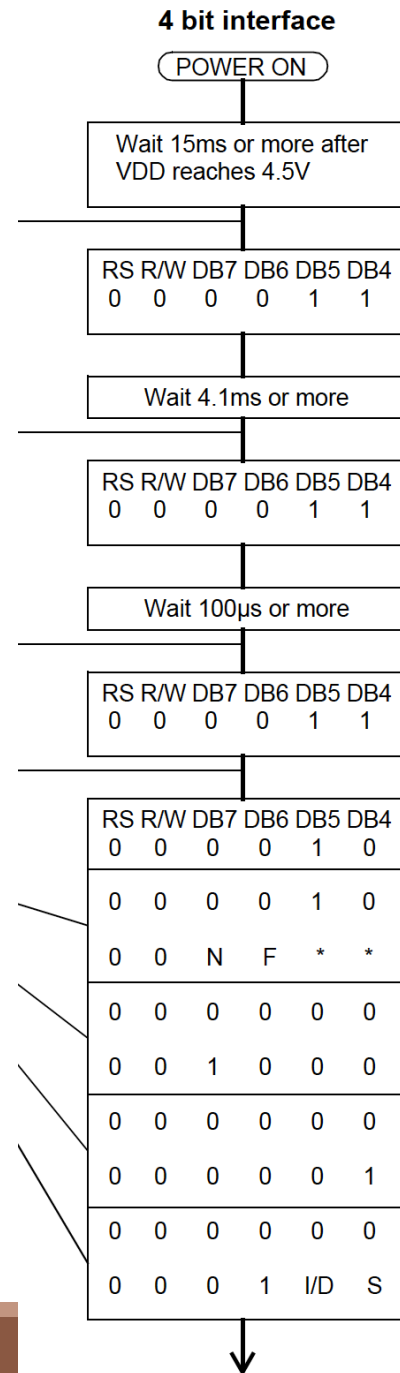 4 bit interface
POWER ON
Wait 15ms or more after
VDD reaches 4.5V
RS R/W DB7 DB6 DB5 DB4
0 0 0 0 1 1
Wait 4.1ms or more
RS R/W DB7 DB6 DB5 DB4
0 0 0 0 1 1
Wait 100µs or more
RS R/W DB7 DB6 DB5 DB4
0 0 0 0 1 1
RS R/W DB7 DB6 DB5 DB4
0 0 0 0 1 0
0 0 0 0 1 0
0 0 N F * *
0 0 0 0 0 0
0 0 1 0 0 0
0 0 0 0 0 0
0 0 0 0 0 1
0 0 0 0 0 0
0 0 0 1 I/D S